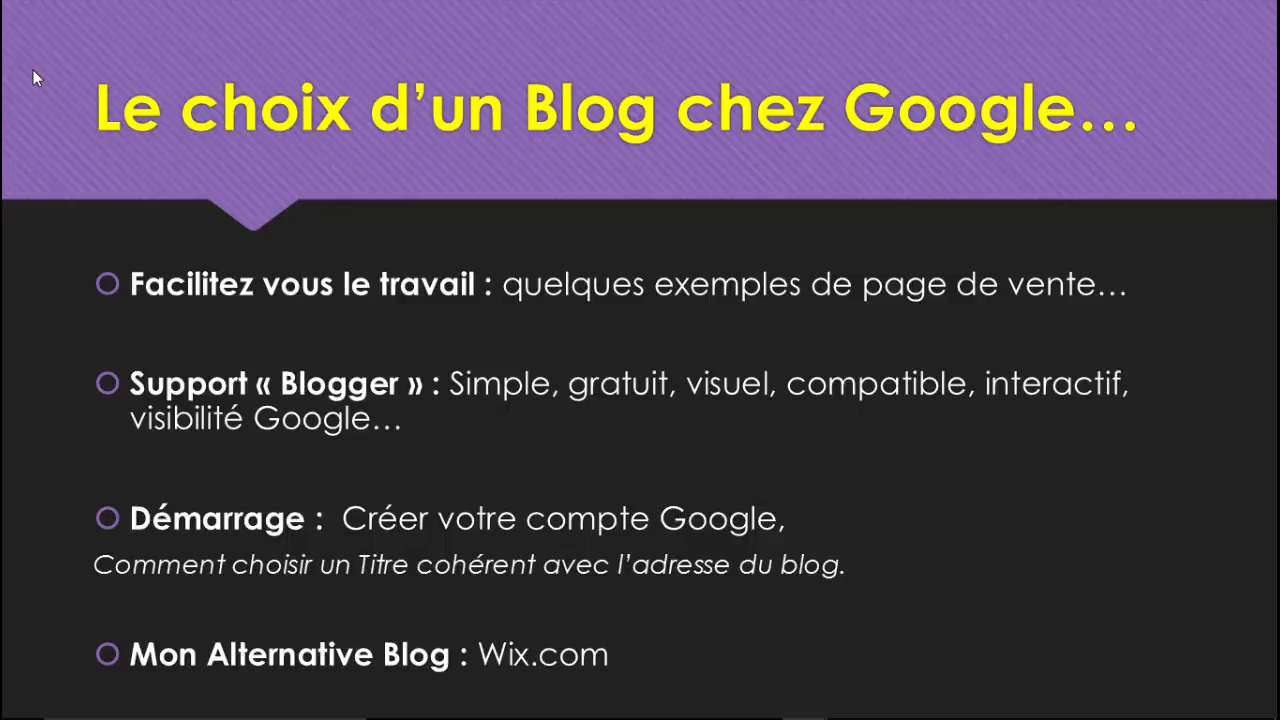 Le choix d’un Blog chez Google…
Facilitez vous le travail : quelques exemples de page de vente…
Support « Blogger » : Simple, gratuit, visuel, compatible, interactif,
visibilité Google…
Démarrage : Créer votre compte Google,
Comment choisir un Titre cohérent avec l’adresse du blog.
Mon Alternative Blog : Wix.com